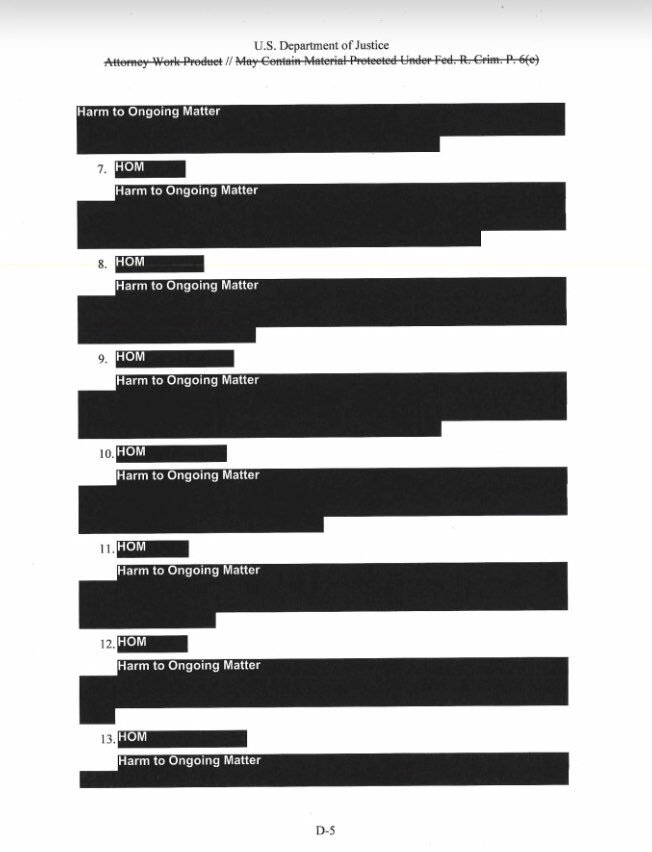 U.S. Department of Justice
Attorney Work Product // May Contain Material Protected Under Fed. R. Crim. P. 6(e)
Harm to Ongoing Matter
7. HOM
Harm to Ongoing Matter
8. HOM
Harm to Ongoing Matter
9. HOM
Harm to Ongoing Matter
10. HOM
Harm to Ongoing Matter
11. HOM
Harm to Ongoing Matter
12. HOM
Harm to Ongoing Matter
13. HOM
Harm to Ongoing Matter
D-5